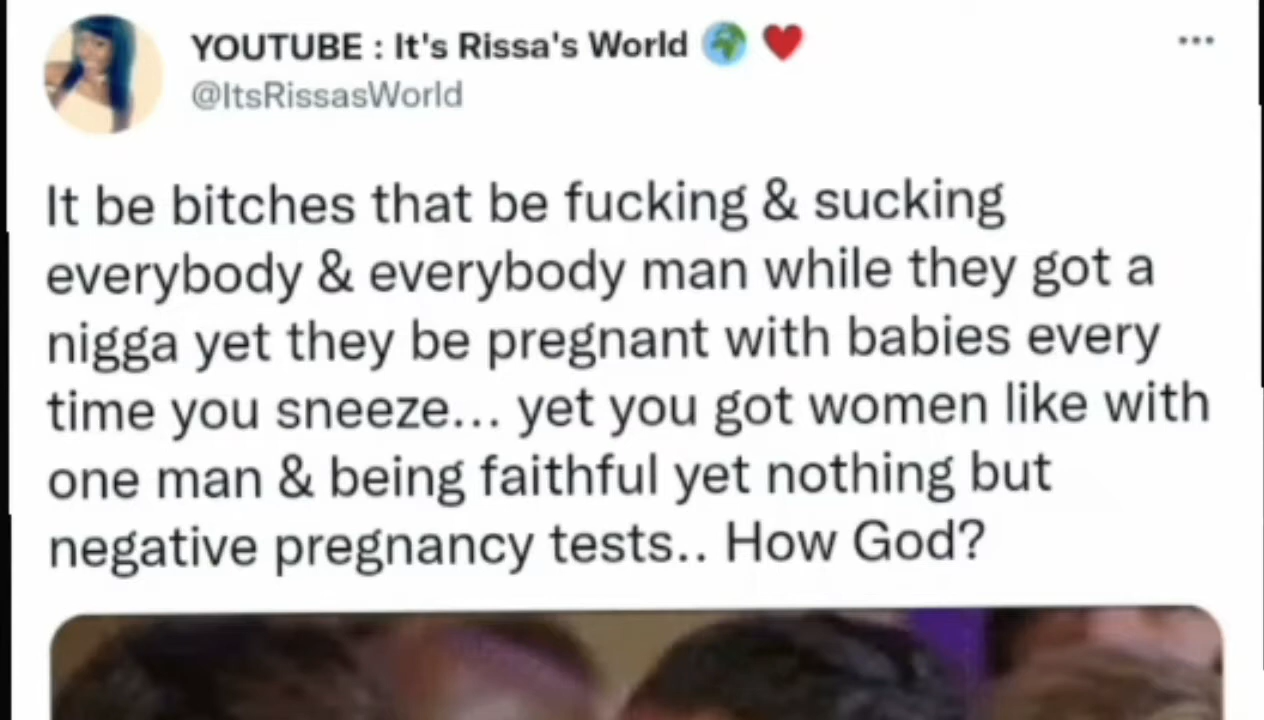 YOUTUBE : It's Rissa's World 🌍 ❤️
@ItsRissasWorld
It be bitches that be fucking & sucking
everybody & everybody man while they got a
nigga yet they be pregnant with babies every
time you sneeze... yet you got women like with
one man & being faithful yet nothing but
negative pregnancy tests.. How God?